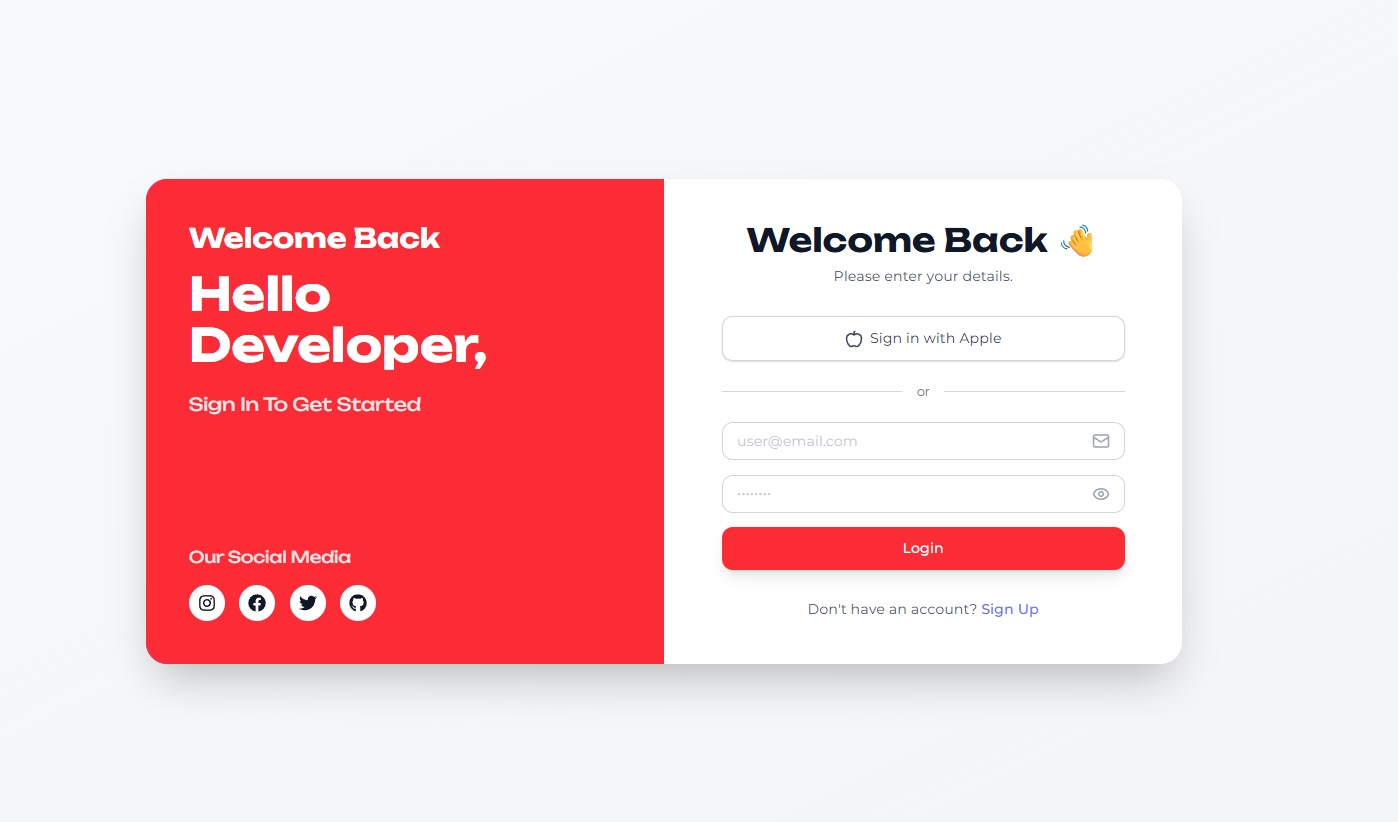 Welcome Back
Hello
Developer,
Sign In To Get Started
Our Social Media
Welcome Back 👋
Please enter your details.
Sign in with Apple
or
user@email.com
········
Login
Don't have an account? Sign Up